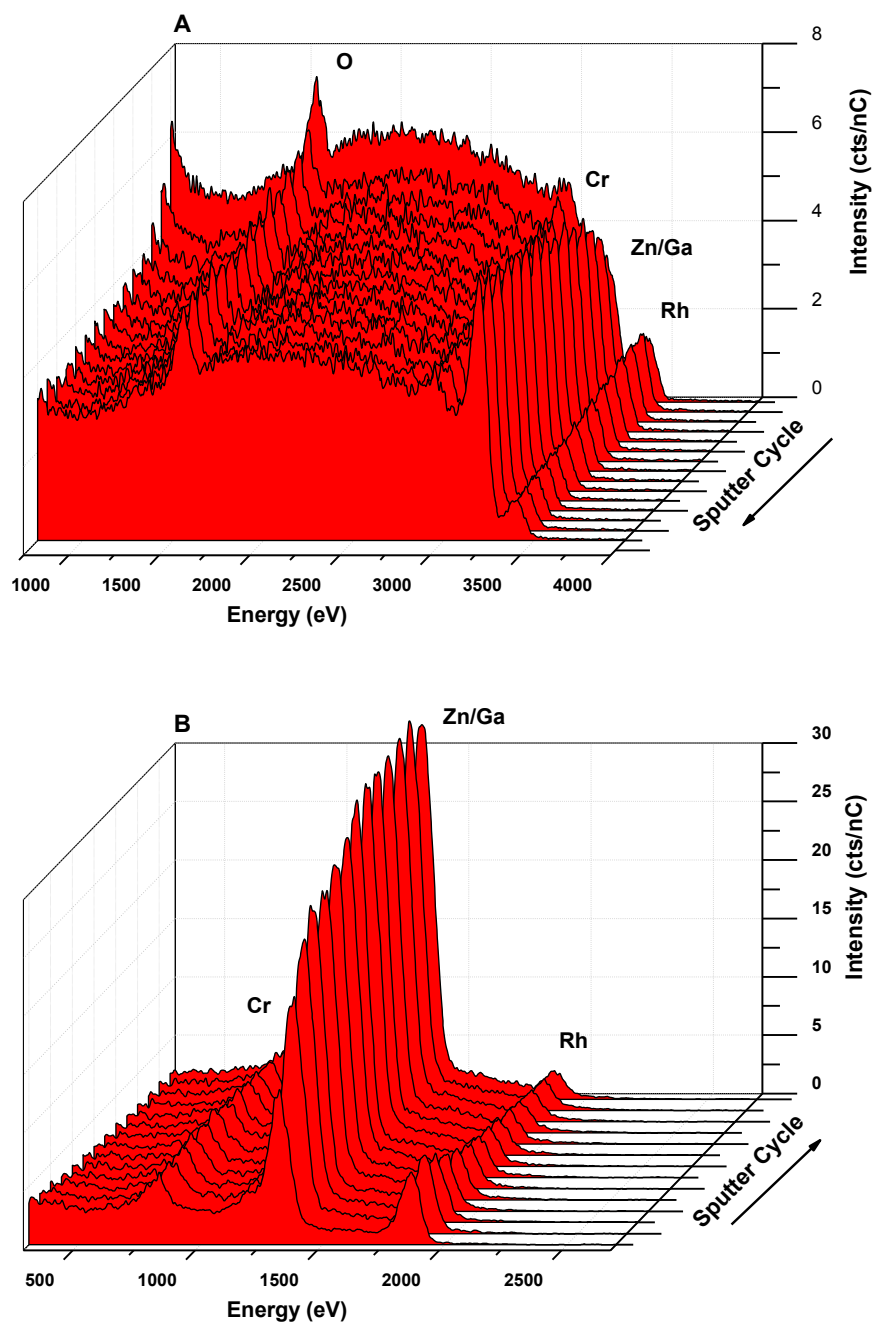 A
O
Cr
Zn/Ga
Rh
8
6
4
2
0
Intensity (cts/nC)
Sputter Cycle
1000 1500 2000 2500 3000 3500 4000
Energy (eV)
B
Zn/Ga
Cr
Rh
30
25
20
15
10
5
0
Intensity (cts/nC)
Sputter Cycle
500 1000 1500 2000 2500
Energy (eV)